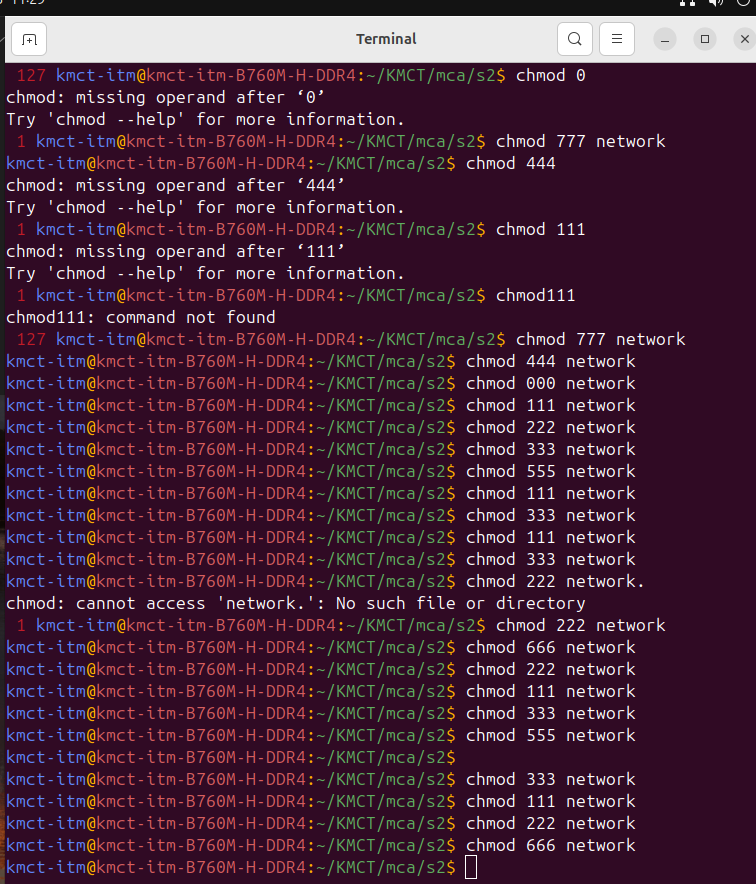 11:29
Terminal
127 kmct-itm@kmct-itm-B760M-H-DDR4:~/KMCT/mca/s2$ chmod 0
chmod: missing operand after ‘0’
Try 'chmod --help' for more information.
1 kmct-itm@kmct-itm-B760M-H-DDR4:~/KMCT/mca/s2$ chmod 777 network
kmct-itm@kmct-itm-B760M-H-DDR4:~/KMCT/mca/s2$ chmod 444
chmod: missing operand after ‘444’
Try 'chmod --help' for more information.
1 kmct-itm@kmct-itm-B760M-H-DDR4:~/KMCT/mca/s2$ chmod 111
chmod: missing operand after ‘111’
Try 'chmod --help' for more information.
1 kmct-itm@kmct-itm-B760M-H-DDR4:~/KMCT/mca/s2$ chmod111
chmod111: command not found
127 kmct-itm@kmct-itm-B760M-H-DDR4:~/KMCT/mca/s2$ chmod 777 network
kmct-itm@kmct-itm-B760M-H-DDR4:~/KMCT/mca/s2$ chmod 444 network
kmct-itm@kmct-itm-B760M-H-DDR4:~/KMCT/mca/s2$ chmod 000 network
kmct-itm@kmct-itm-B760M-H-DDR4:~/KMCT/mca/s2$ chmod 111 network
kmct-itm@kmct-itm-B760M-H-DDR4:~/KMCT/mca/s2$ chmod 222 network
kmct-itm@kmct-itm-B760M-H-DDR4:~/KMCT/mca/s2$ chmod 333 network
kmct-itm@kmct-itm-B760M-H-DDR4:~/KMCT/mca/s2$ chmod 555 network
kmct-itm@kmct-itm-B760M-H-DDR4:~/KMCT/mca/s2$ chmod 111 network
kmct-itm@kmct-itm-B760M-H-DDR4:~/KMCT/mca/s2$ chmod 333 network
kmct-itm@kmct-itm-B760M-H-DDR4:~/KMCT/mca/s2$ chmod 111 network
kmct-itm@kmct-itm-B760M-H-DDR4:~/KMCT/mca/s2$ chmod 333 network
kmct-itm@kmct-itm-B760M-H-DDR4:~/KMCT/mca/s2$ chmod 222 network.
chmod: cannot access 'network.': No such file or directory
1 kmct-itm@kmct-itm-B760M-H-DDR4:~/KMCT/mca/s2$ chmod 222 network
kmct-itm@kmct-itm-B760M-H-DDR4:~/KMCT/mca/s2$ chmod 666 network
kmct-itm@kmct-itm-B760M-H-DDR4:~/KMCT/mca/s2$ chmod 222 network
kmct-itm@kmct-itm-B760M-H-DDR4:~/KMCT/mca/s2$ chmod 111 network
kmct-itm@kmct-itm-B760M-H-DDR4:~/KMCT/mca/s2$ chmod 333 network
kmct-itm@kmct-itm-B760M-H-DDR4:~/KMCT/mca/s2$ chmod 555 network
kmct-itm@kmct-itm-B760M-H-DDR4:~/KMCT/mca/s2$
kmct-itm@kmct-itm-B760M-H-DDR4:~/KMCT/mca/s2$ chmod 333 network
kmct-itm@kmct-itm-B760M-H-DDR4:~/KMCT/mca/s2$ chmod 111 network
kmct-itm@kmct-itm-B760M-H-DDR4:~/KMCT/mca/s2$ chmod 222 network
kmct-itm@kmct-itm-B760M-H-DDR4:~/KMCT/mca/s2$ chmod 666 network
kmct-itm@kmct-itm-B760M-H-DDR4:~/KMCT/mca/s2$